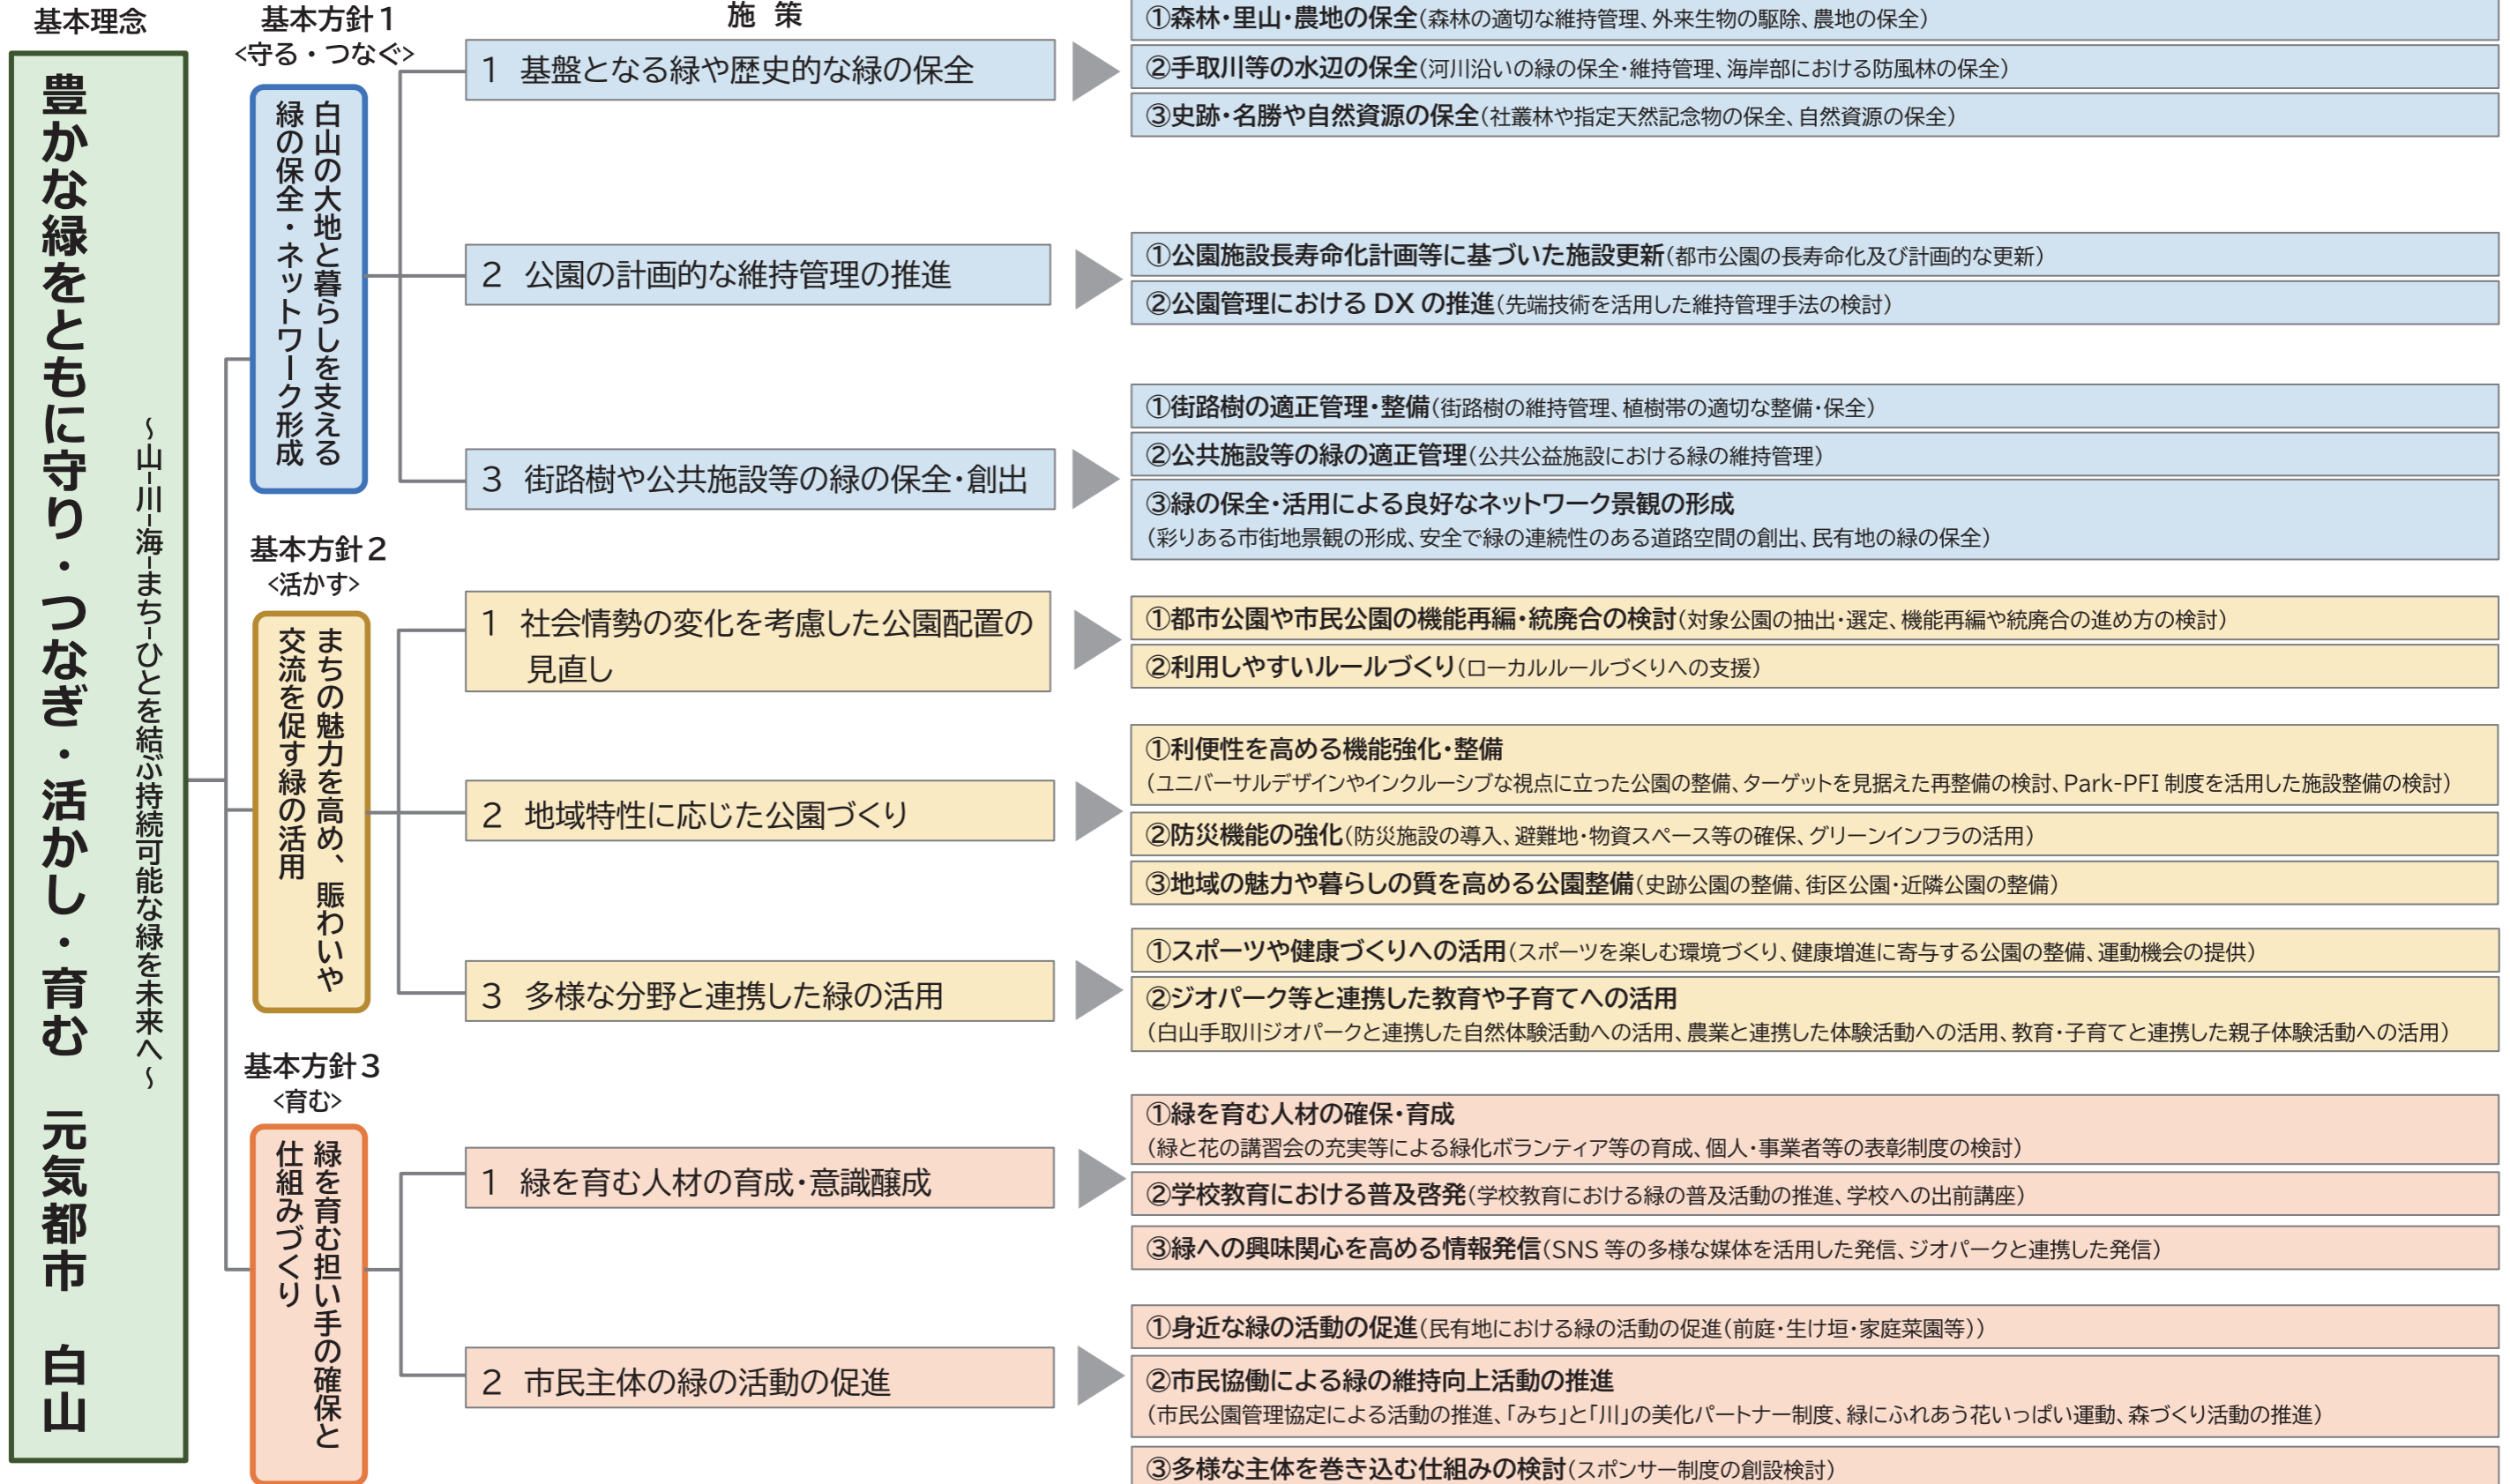 基本理念
豊かな緑をともに守り・つなぎ・活かし・育む　元気都市　白山
～山-川-海-まち-ひとを結ぶ持続可能な緑を未来へ～
基本方針1
<守る・つなぐ>
白山の大地と暮らしを支える
緑の保全・ネットワーク形成
施 策
1 基盤となる緑や歴史的な緑の保全
①森林・里山・農地の保全(森林の適切な維持管理、外来生物の駆除、農地の保全)
②手取川等の水辺の保全(河川沿いの緑の保全・維持管理、海岸部における防風林の保全)
③史跡・名勝や自然資源の保全(社叢林や指定天然記念物の保全、自然資源の保全)
2 公園の計画的な維持管理の推進
①公園施設長寿命化計画等に基づいた施設更新(都市公園の長寿命化及び計画的な更新)
②公園管理における DX の推進(先端技術を活用した維持管理手法の検討)
3 街路樹や公共施設等の緑の保全・創出
①街路樹の適正管理・整備(街路樹の維持管理、植樹帯の適切な整備・保全)
②公共施設等の緑の適正管理(公共公益施設における緑の維持管理)
③緑の保全・活用による良好なネットワーク景観の形成
(彩りある市街地景観の形成、安全で緑の連続性のある道路空間の創出、民有地の緑の保全)
基本方針2
<活かす>
まちの魅力を高め、賑わいや
交流を促す緑の活用
1 社会情勢の変化を考慮した公園配置の
見直し
①都市公園や市民公園の機能再編・統廃合の検討(対象公園の抽出・選定、機能再編や統廃合の進め方の検討)
②利用しやすいルールづくり(ローカルルールづくりへの支援)
2 地域特性に応じた公園づくり
①利便性を高める機能強化・整備
(ユニバーサルデザインやインクルーシブな視点に立った公園の整備、ターゲットを見据えた再整備の検討、Park-PFI 制度を活用した施設整備の検討)
②防災機能の強化(防災施設の導入、避難地・物資スペース等の確保、グリーンインフラの活用)
③地域の魅力や暮らしの質を高める公園整備(史跡公園の整備、街区公園・近隣公園の整備)
3 多様な分野と連携した緑の活用
①スポーツや健康づくりへの活用(スポーツを楽しむ環境づくり、健康増進に寄与する公園の整備、運動機会の提供)
②ジオパーク等と連携した教育や子育てへの活用
(白山手取川ジオパークと連携した自然体験活動への活用、農業と連携した体験活動への活用、教育・子育てと連携した親子体験活動への活用)
基本方針3
<育む>
緑を育む担い手の確保と
仕組みづくり
1 緑を育む人材の育成・意識醸成
①緑を育む人材の確保・育成
(緑と花の講習会の充実等による緑化ボランティア等の育成、個人・事業者等の表彰制度の検討)
②学校教育における普及啓発(学校教育における緑の普及活動の推進、学校への出前講座)
③緑への興味関心を高める情報発信(SNS 等の多様な媒体を活用した発信、ジオパークと連携した発信)
2 市民主体の緑の活動の促進
①身近な緑の活動の促進(民有地における緑の活動の促進(前庭・生け垣・家庭菜園等))
②市民協働による緑の維持向上活動の推進
(市民公園管理協定による活動の推進、「みち」と「川」の美化パートナー制度、緑にふれあう花いっぱい運動、森づくり活動の推進)
③多様な主体を巻き込む仕組みの検討(スポンサー制度の創設検討)